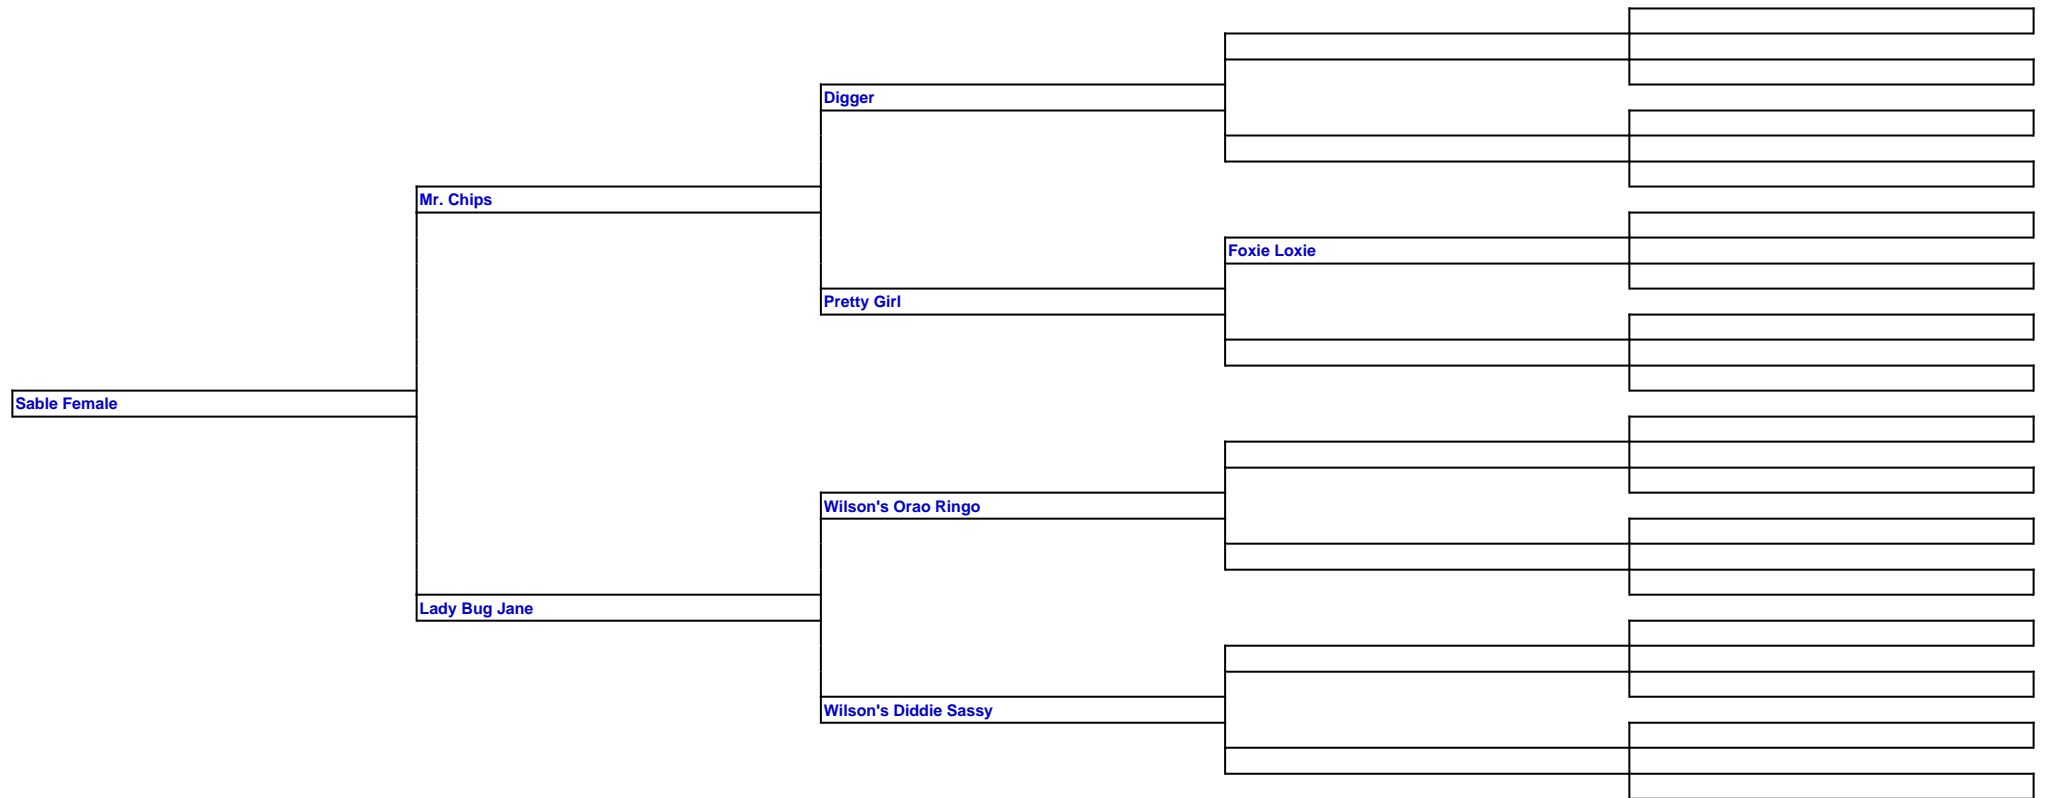 Digger
Mr. Chips
Foxie Loxie
Pretty Girl
Sable Female
Wilson's Orao Ringo
Lady Bug Jane
Wilson's Diddie Sassy